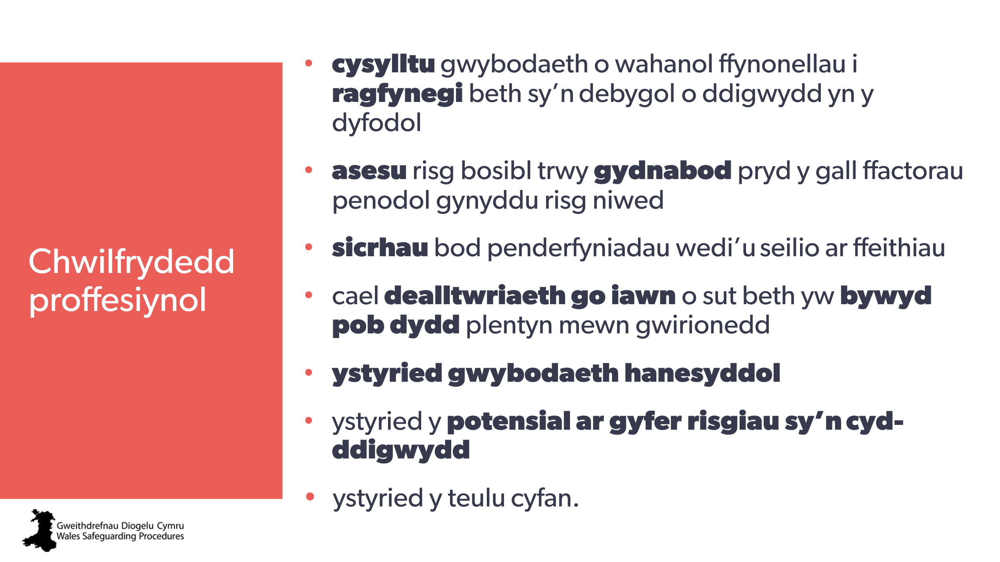 Chwilfrydedd
proffesiynol
• cysylltu gwybodaeth o wahanol ffynonellau i
ragfynegi beth sy’n debygol o ddigwydd yn y
dyfodol
• asesu risg bosibl trwy gydnabod pryd y gall ffactorau
penodol gynyddu risg niwed
• sicrhau bod penderfyniadau wedi’u seilio ar ffeithiau
• cael dealltwriaeth go iawn o sut beth yw bywyd
pob dydd plentyn mewn gwirionedd
• ystyried gwybodaeth hanesyddol
• ystyried y potensial ar gyfer risgiau sy’n cyd-
ddigwydd
• ystyried y teulu cyfan.
Gweithdrefnau Diogelu Cymru
Wales Safeguarding Procedures